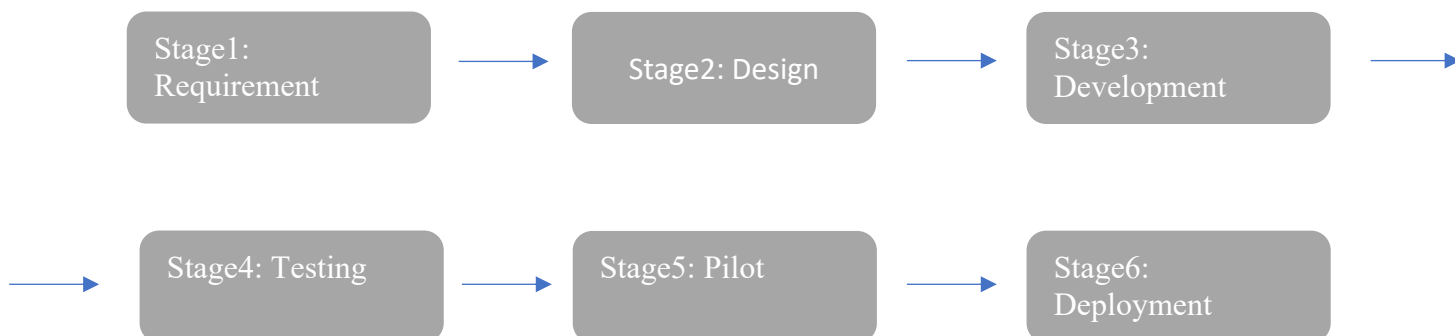 Stage1:
Requirement
Stage2: Design
Stage3:
Development
Stage4: Testing
Stage5: Pilot
Stage6:
Deployment